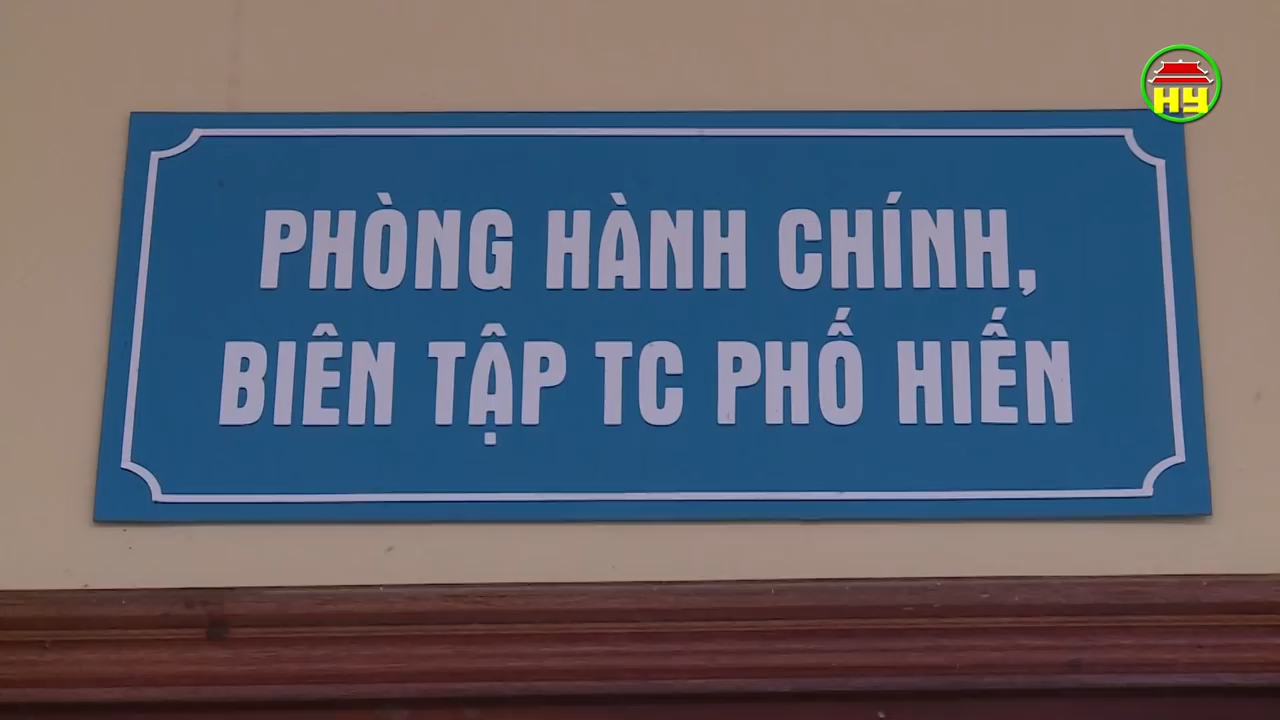 HY
PHÒNG HÀNH CHÍNH,
BIÊN TẬP TC PHỐ HIẾN